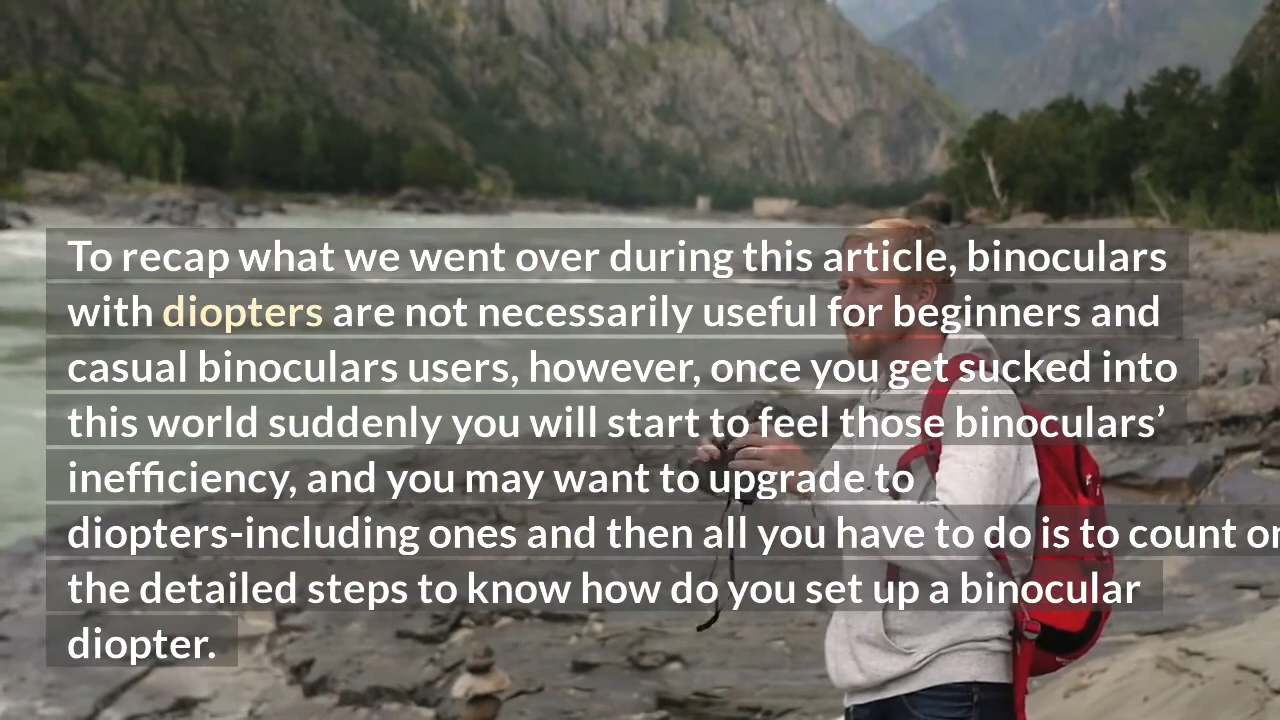 To recap what we went over during this article, binoculars
with diopters are not necessarily useful for beginners and
casual binoculars users, however, once you get sucked into
this world suddenly you will start to feel those binoculars’
inefficiency, and you may want to upgrade to
diopters-including ones and then all you have to do is to count
the detailed steps to know how do you set up a binocular
diopter.